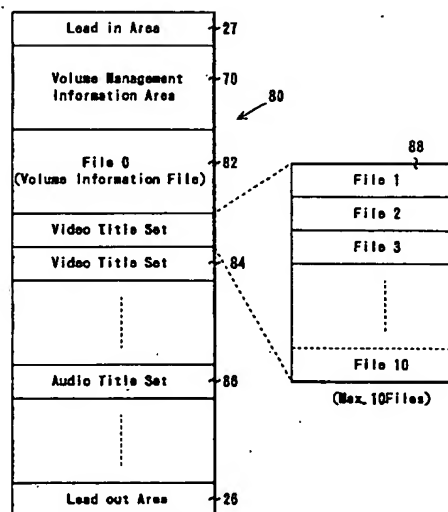 Lead in Area
27
Volume Management
Information Area
70
80
File 0
(Volume Information File)
82
88
File 1
Video Title Set
File 2
Video Title Set
84
File 3
Audio Title Set
86
File 10
(Max. 10Files)
Lead out Area
26